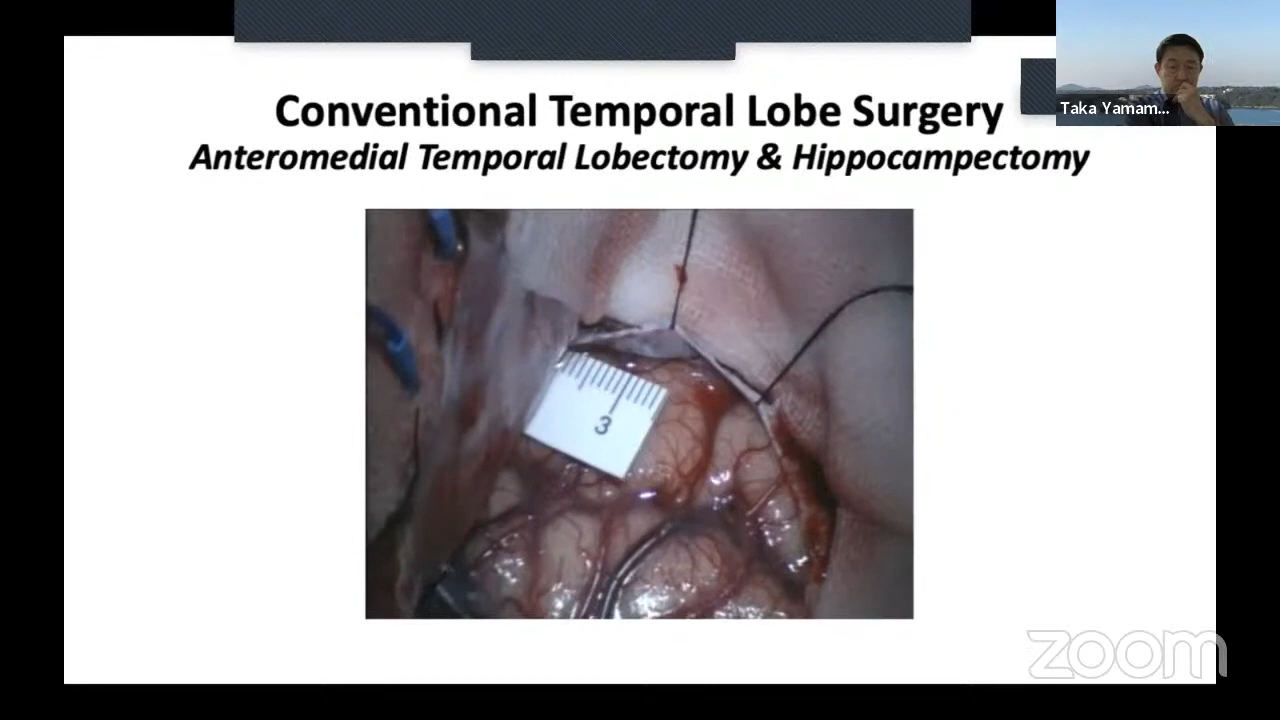 Conventional Temporal Lobe Surgery
Anteromedial Temporal Lobectomy & Hippocampectomy
Taka Yamam...
3
zoom